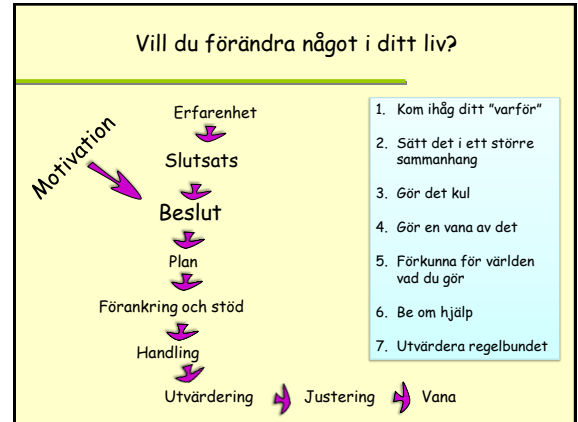 Vill du förändra något i ditt liv?
Motivation
Erfarenhet
Slutsats
Beslut
Plan
Förankring och stöd
Handling
Utvärdering
Justering
Vana
1. Kom ihåg ditt "varför"
2. Sätt det i ett större
sammanhang
3. Gör det kul
4. Gör en vana av det
5. Förkunna för världen
vad du gör
6. Be om hjälp
7. Utvärdera regelbundet